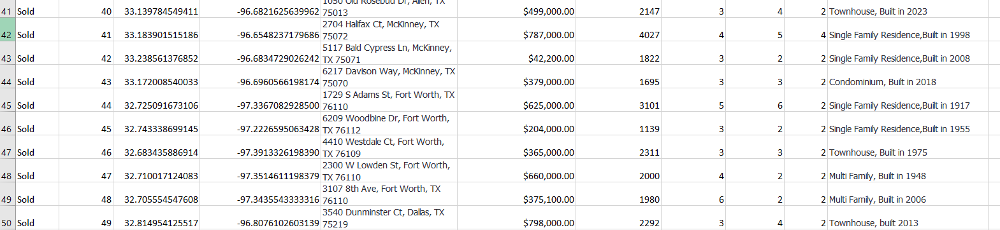 1050 Old Rosebud Dr, Allen, TX
41 Sold 40 33.139784549411 -96.6821625639962 75013 $499,000.00 2147 3 4 2 Townhouse, Built in 2023
2704 Halifax Ct, McKinney, TX
42 Sold 41 33.183901515186 -96.6548237179686 75072 $787,000.00 4027 4 5 4 Single Family Residence,Built in 1998
5117 Bald Cypress Ln, McKinney,
43 Sold 42 33.238561376852 -96.6834729026242 TX 75071 $42,200.00 1822 3 2 2 Single Family Residence,Built in 2008
6217 Davison Way, McKinney, TX
44 Sold 43 33.172008540033 -96.6960566198174 75070 $379,000.00 1695 3 3 2 Condominium, Built in 2018
1729 S Adams St, Fort Worth, TX
45 Sold 44 32.725091673106 -97.3367082928500 76110 $625,000.00 3101 5 6 2 Single Family Residence,Built in 1917
6209 Woodbine Dr, Fort Worth,
46 Sold 45 32.743338699145 -97.2226595063428 TX 76112 $204,000.00 1139 3 2 2 Single Family Residence,Built in 1955
4410 Westdale Ct, Fort Worth,
47 Sold 46 32.683435886914 -97.3913326198390 TX 76109 $365,000.00 2311 3 3 2 Townhouse, Built in 1975
2300 W Lowden St, Fort Worth,
48 Sold 47 32.710017124083 -97.3514611198379 TX 76110 $660,000.00 2000 4 2 2 Multi Family, Built in 1948
3107 8th Ave, Fort Worth, TX
49 Sold 48 32.705554547608 -97.3435543333316 76110 $375,100.00 1980 6 2 2 Multi Family, Built in 2006
3540 Dunminster Ct, Dallas, TX
50 Sold 49 32.814954125517 -96.8076102603139 75219 $798,000.00 2292 3 4 2 Townhouse, built 2013